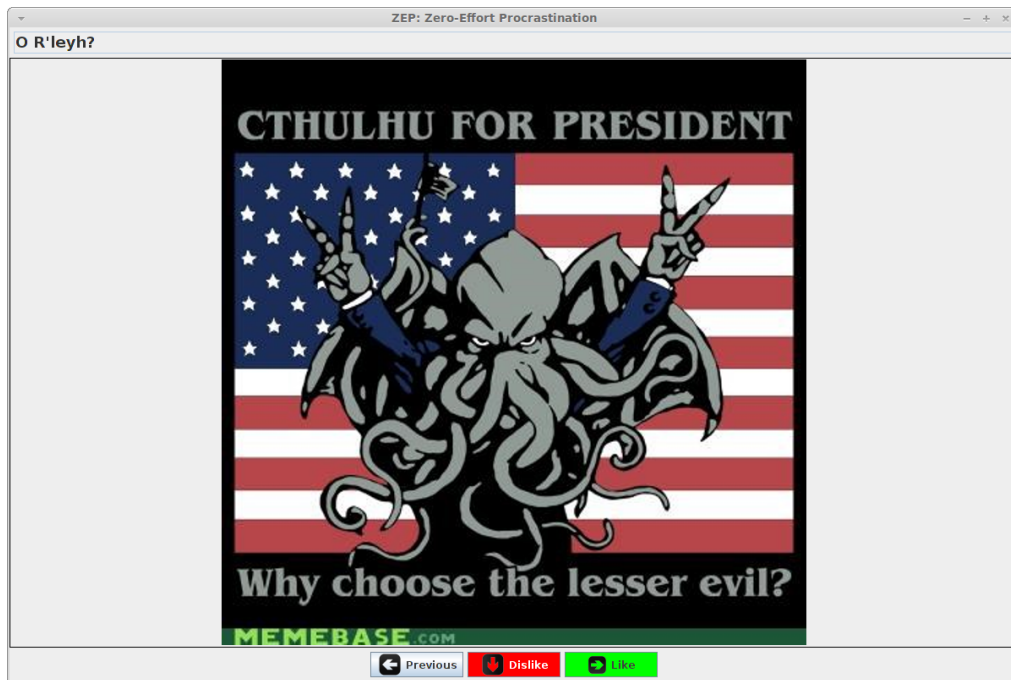 ZEP: Zero-Effort Procrastination
O R'leyh?
CTHULHU FOR PRESIDENT
Why choose the lesser evil?
MEMEBASE.COM
Previous Dislike Like